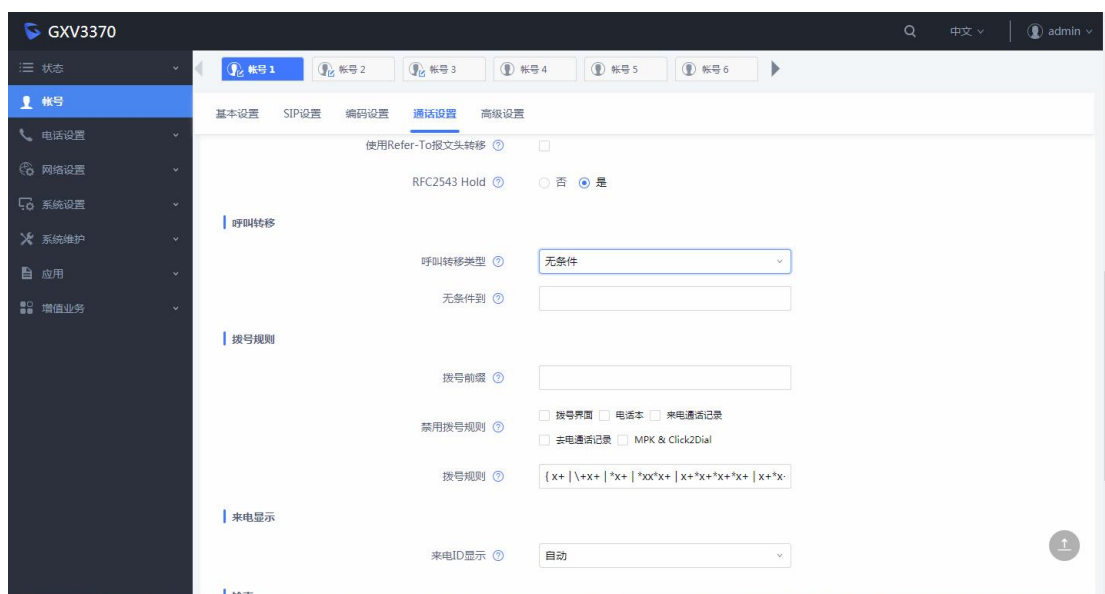 GXV3370
中文
admin
状态
帐号
电话设置
网络设置
系统设置
系统维护
应用
增值业务
帐号 1
帐号 2
帐号 3
帐号 4
帐号 5
帐号 6
基本设置
SIP设置
编码设置
通话设置
高级设置
使用Refer-To报文头转移
RFC2543 Hold
否
是
呼叫转移
呼叫转移类型
无条件
无条件到
拨号规则
拨号前缀
禁用拨号规则
拨号界面
电话本
来电通话记录
去电通话记录
MPK & Click2Dial
拨号规则
{ x+ | \+x+ | *x+ | *xx*x+ | x+*x+*x+*x+ | x+*x
来电显示
来电ID显示
自动